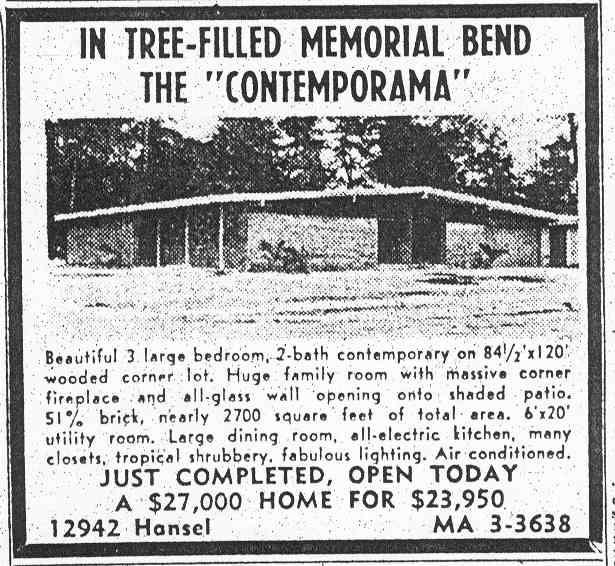 IN TREE-FILLED MEMORIAL BEND
THE "CONTEMPORAMA"
Beautiful 3 large bedroom, 2-bath contemporary on 84½'x120'
wooded corner lot. Huge family room with massive corner
fireplace and all-glass wall opening onto shaded patio.
51% brick, nearly 2700 square feet of total area. 6'x20'
utility room. Large dining room, all-electric kitchen, many
closets, tropical shrubbery, fabulous lighting. Air conditioned.
JUST COMPLETED, OPEN TODAY
A $27,000 HOME FOR $23,950
12942 Hansel MA 3-3638